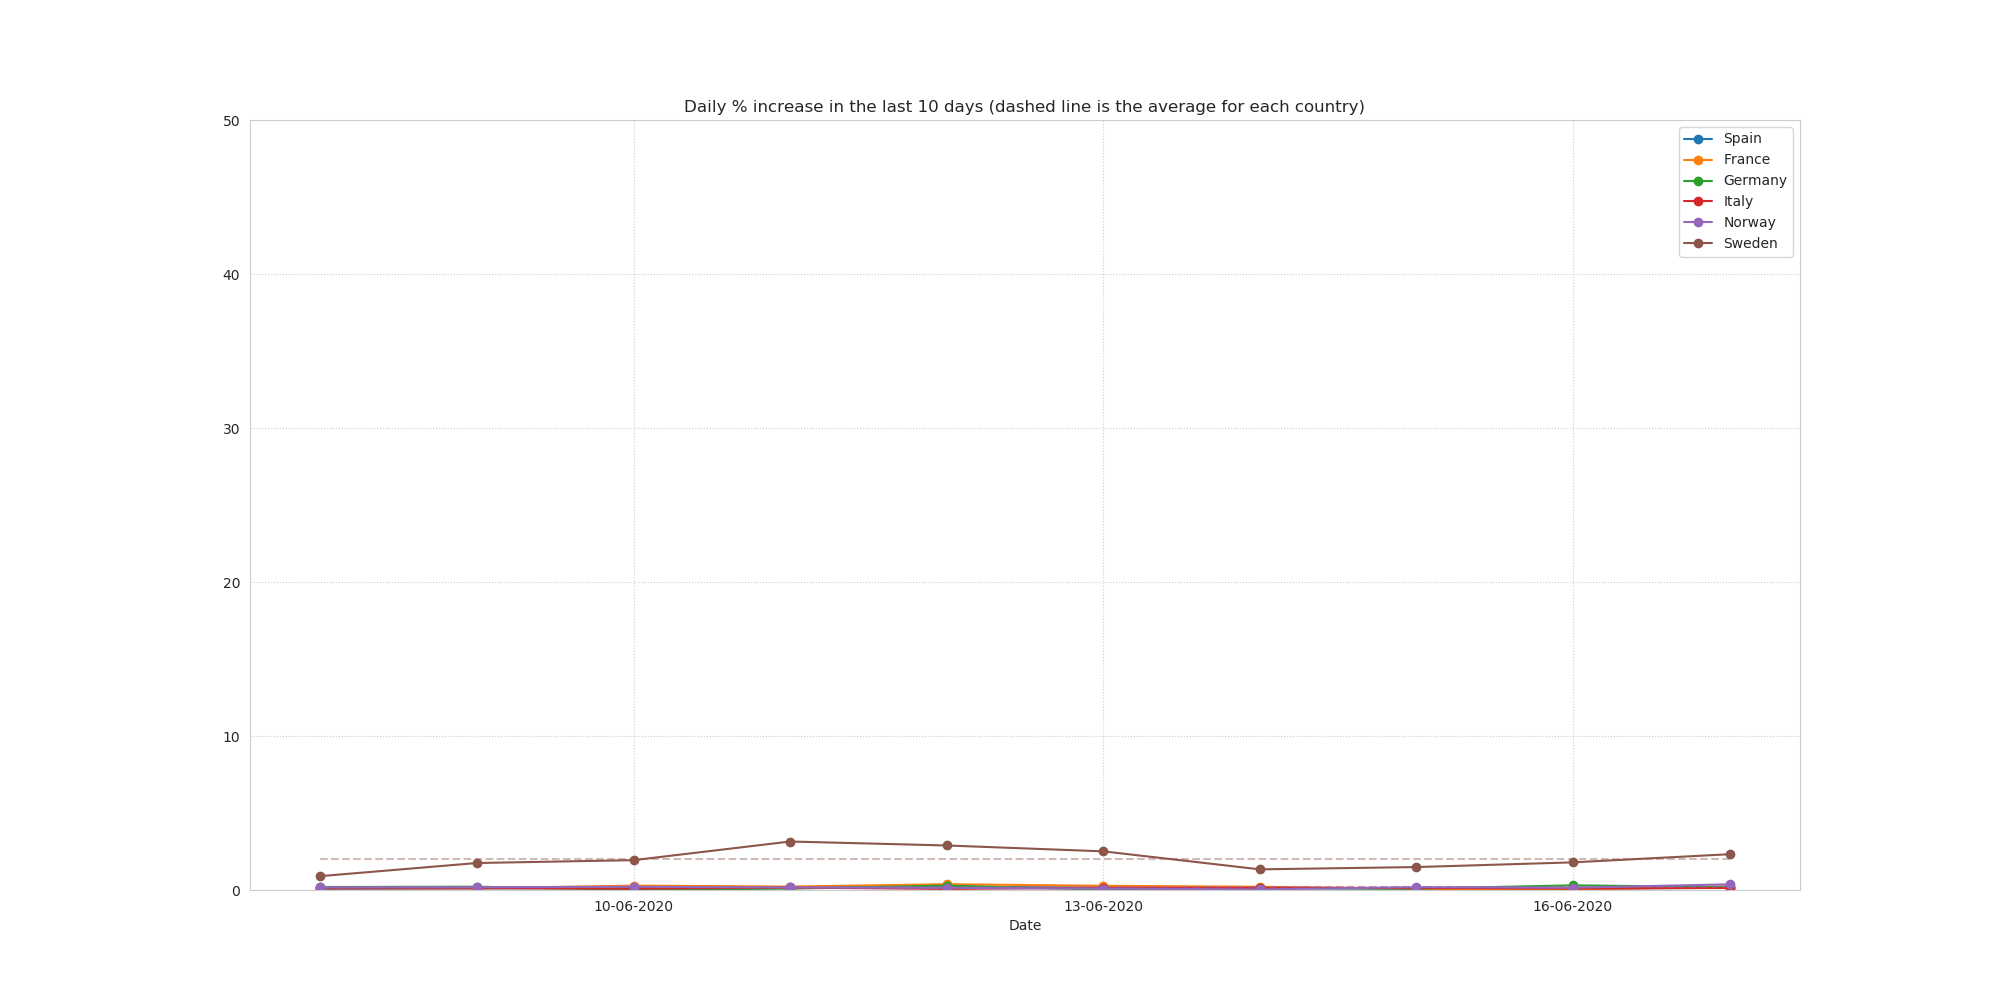 Daily % increase in the last 10 days (dashed line is the average for each country)
50
40
30
20
10
0
Spain
France
Germany
Italy
Norway
Sweden
10-06-2020
13-06-2020
16-06-2020
Date